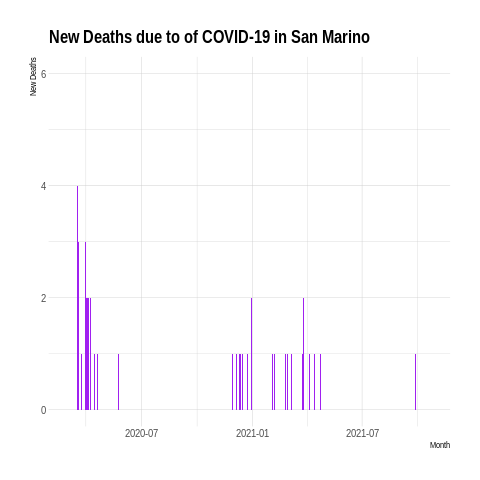 New Deaths due to of COVID-19 in San Marino
New Deaths
6
4
2
0
2020-07 2021-01 2021-07
Month